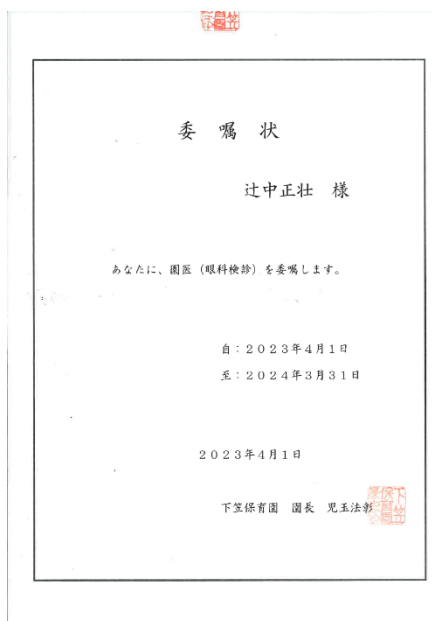 委嘱状
辻中正壮 様
あなたに、園医（眼科検診）を委嘱します。
自：２０２３年４月１日
至：２０２４年３月３１日
２０２３年４月１日
下笠保育園 園長 児玉法彰